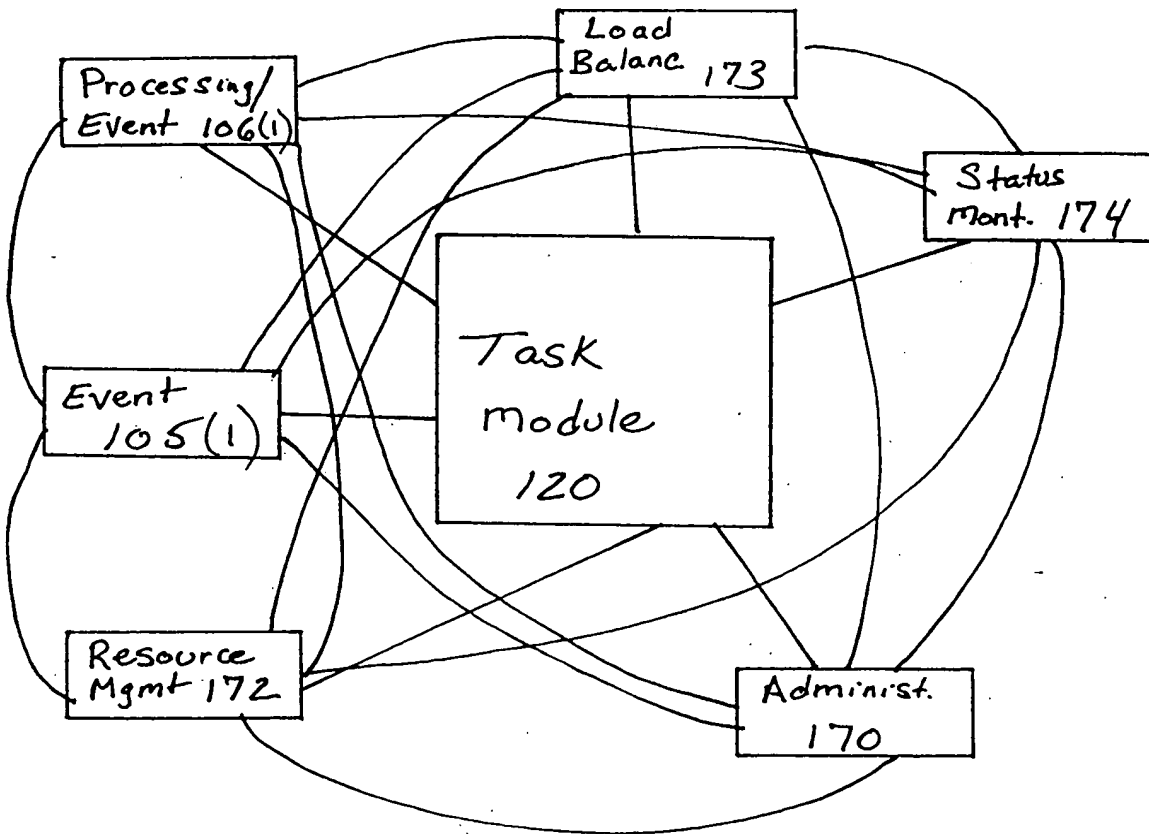 Load
Balanc. 173
Processing/
Event 106(1)
Status
Mont. 174
Task
Module
120
Event
105(1)
Resource
Mgmt 172
Administ.
170